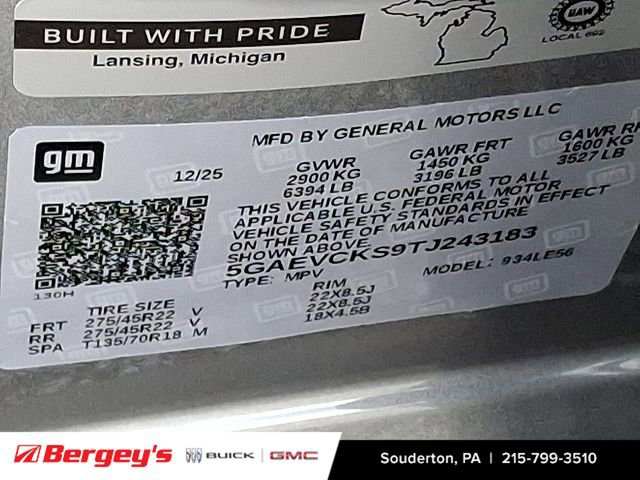 BUILT WITH PRIDE
Lansing, Michigan
UAW
LOCAL 602
gm
MFD BY GENERAL MOTORS LLC
12/25
GVWR GAWR FRT GAWR RR
2900 KG 1450 KG 1600 KG
6394 LB 3196 LB 3527 LB
THIS VEHICLE CONFORMS TO ALL
APPLICABLE U.S. FEDERAL MOTOR
VEHICLE SAFETY STANDARDS IN EFFECT
ON THE DATE OF MANUFACTURE
SHOWN ABOVE.
5GAEVCKS9TJ243183
TYPE: MPV MODEL: 934LE56
130H
TIRE SIZE RIM
FRT 275/45R22 V 22X8.5J
RR 275/45R22 V 22X8.5J
SPA T135/70R18 M 18X4.5B
Bergey's BUICK GMC Souderton, PA | 215-799-3510